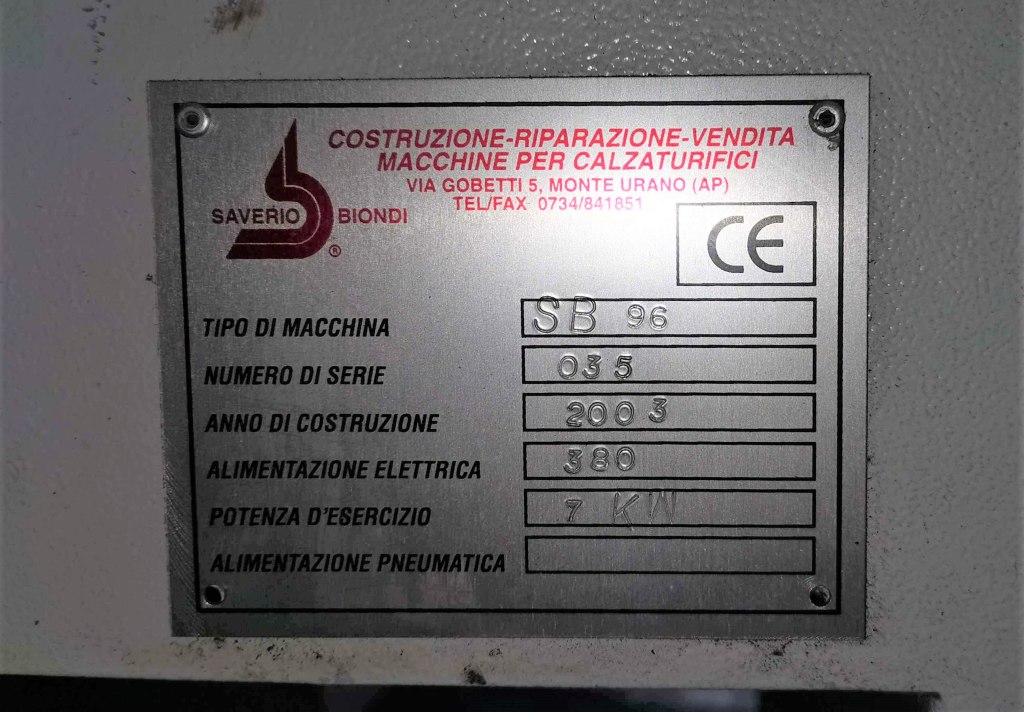 COSTRUZIONE-RIPARAZIONE-VENDITA
MACCHINE PER CALZATURIFICI
VIA GOBETTI 5, MONTE URANO (AP)
TEL/FAX 0734/841851
SAVERIO BIONDI
®
CE
TIPO DI MACCHINA SB 96
NUMERO DI SERIE 035
ANNO DI COSTRUZIONE 2003
ALIMENTAZIONE ELETTRICA 380
POTENZA D'ESERCIZIO 7 KW
ALIMENTAZIONE PNEUMATICA